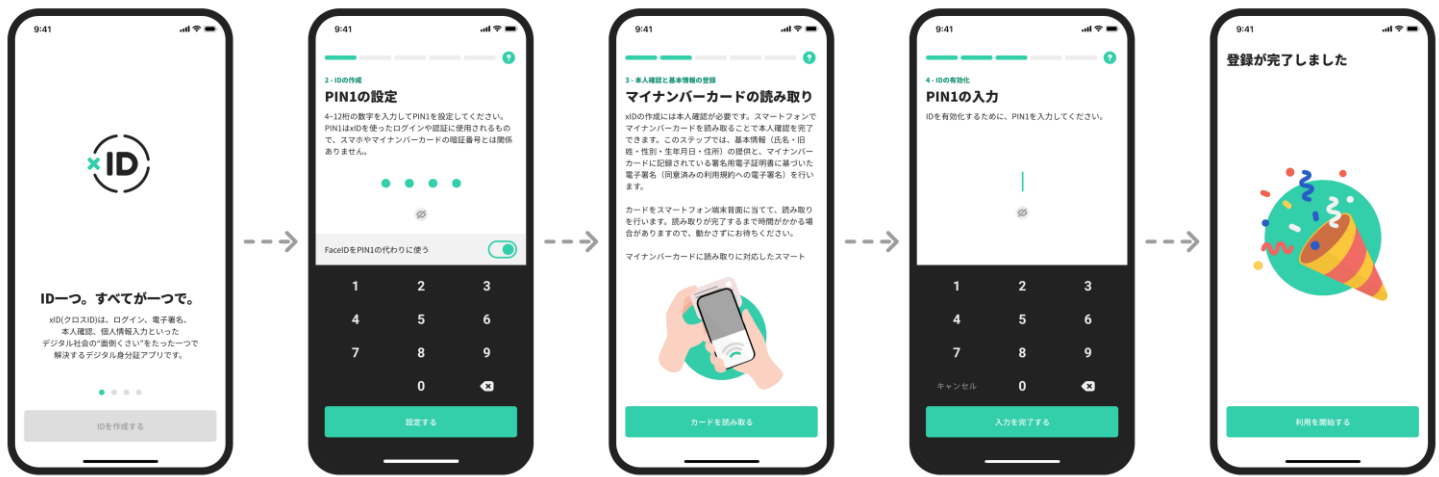 9:41
xID
ID一つ。すべてが一つで。
xID(クロスID)は、ログイン、電子署名、
本人確認、個人情報入力といった
デジタル社会の“面倒くさい”をたった一つで
解決するデジタル身分証アプリです。
IDを作成する
9:41
?
2 - IDの作成
PIN1の設定
4~12桁の数字を入力してPIN1を設定してください。
PIN1はxIDを使ったログインや認証に使用されるもの
で、スマホやマイナンバーカードの暗証番号とは関係
ありません。
FaceIDをPIN1の代わりに使う
1 2 3
4 5 6
7 8 9
0
設定する
9:41
?
3 - 本人確認と基本情報の登録
マイナンバーカードの読み取り
xIDの作成には本人確認が必要です。スマートフォンで
マイナンバーカードを読み取ることで本人確認を完了
できます。このステップでは、基本情報（氏名・旧
姓・性別・生年月日・住所）の提供と、マイナンバー
カードに記録されている署名用電子証明書に基づいた
電子署名（同意済みの利用規約への電子署名）を行い
ます。
カードをスマートフォン端末背面に当てて、読み取り
を行います。読み取りが完了するまで時間がかかる場
合がありますので、動かさずにお待ちください。
マイナンバーカードに読み取りに対応したスマート
カードを読み取る
9:41
?
4 - IDの有効化
PIN1の入力
IDを有効化するために、PIN1を入力してください。
1 2 3
4 5 6
7 8 9
キャンセル 0
入力を完了する
9:41
登録が完了しました
利用を開始する